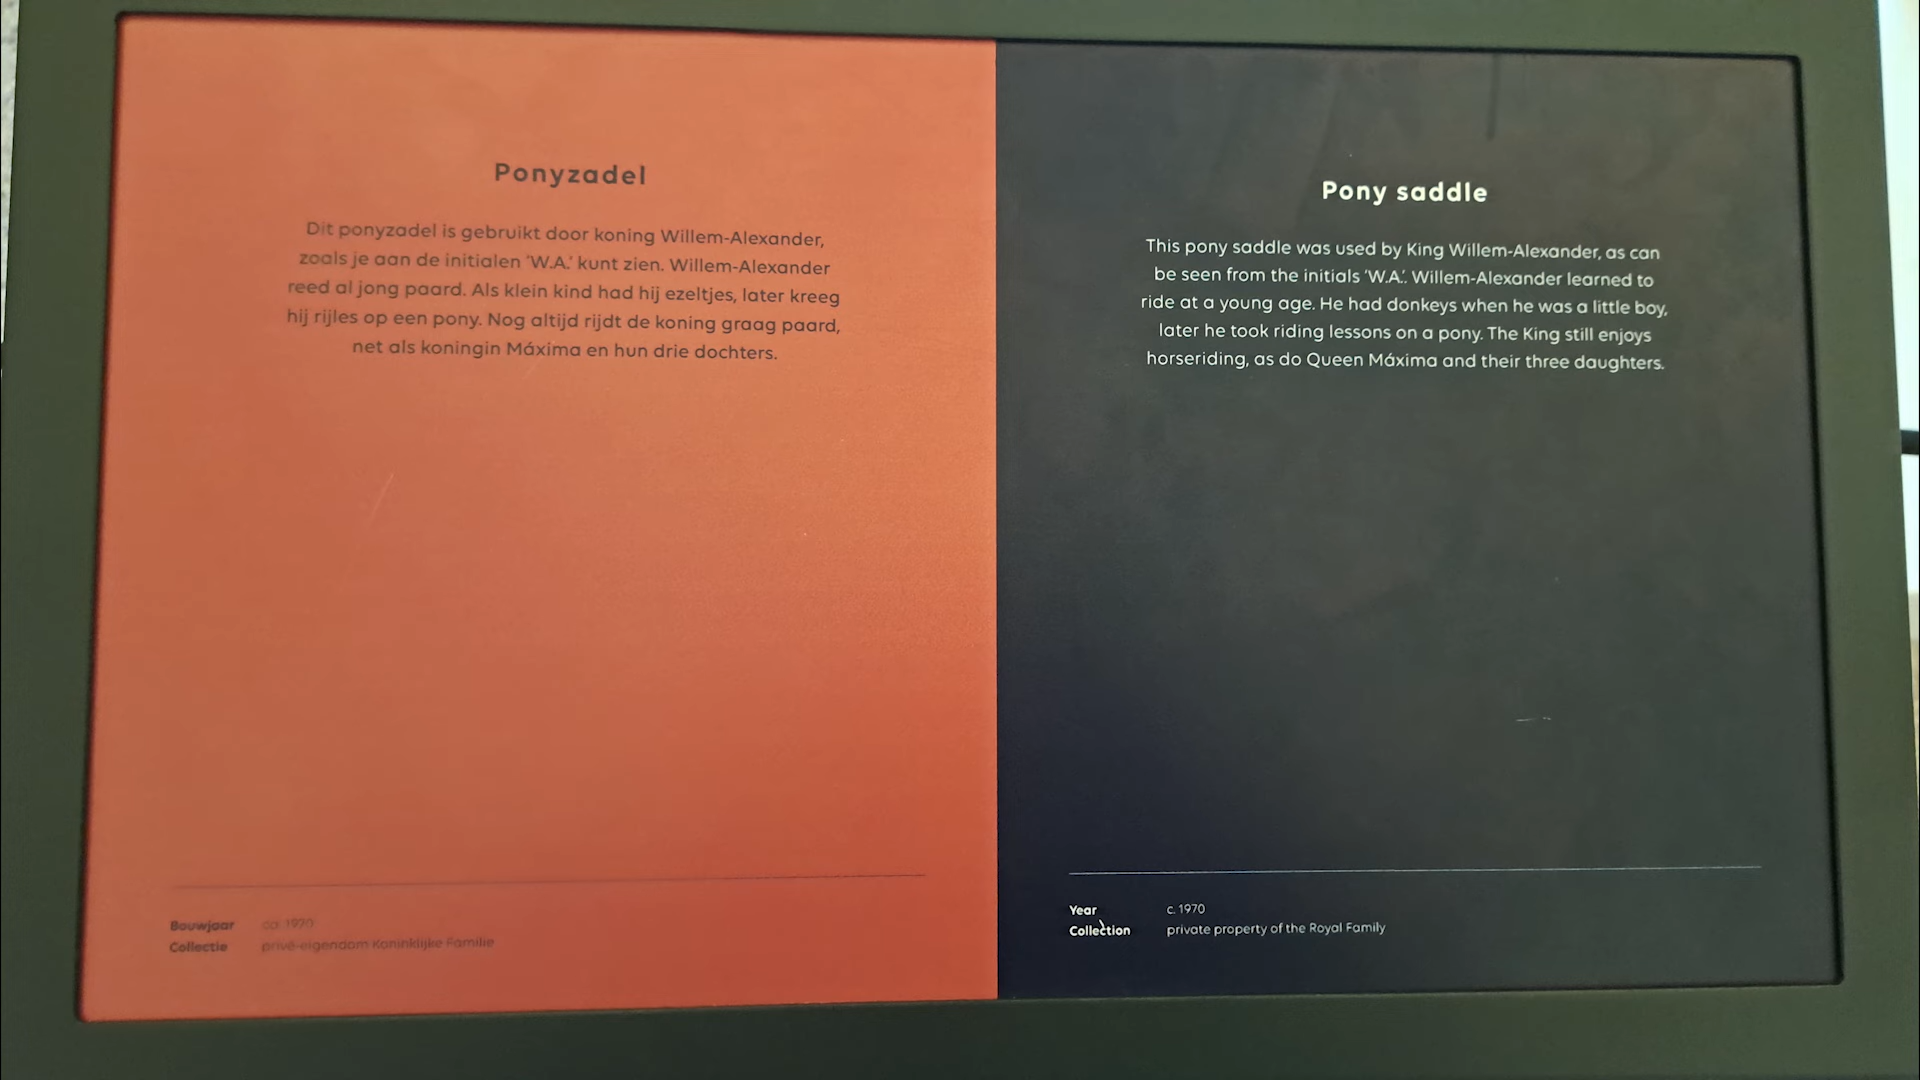 Ponyzadel
Dit ponyzadel is gebruikt door koning Willem-Alexander,
zoals je aan de initialen ‘W.A.’ kunt zien. Willem-Alexander
reed al jong paard. Als klein kind had hij ezeltjes, later kreeg
hij rijles op een pony. Nog altijd rijdt de koning graag paard,
net als koningin Máxima en hun drie dochters.
Bouwjaar ca. 1970
Collectie privé-eigendom Koninklijke Familie
Pony saddle
This pony saddle was used by King Willem-Alexander, as can
be seen from the initials ‘W.A.’. Willem-Alexander learned to
ride at a young age. He had donkeys when he was a little boy,
later he took riding lessons on a pony. The King still enjoys
horseriding, as do Queen Máxima and their three daughters.
Year c. 1970
Collection private property of the Royal Family